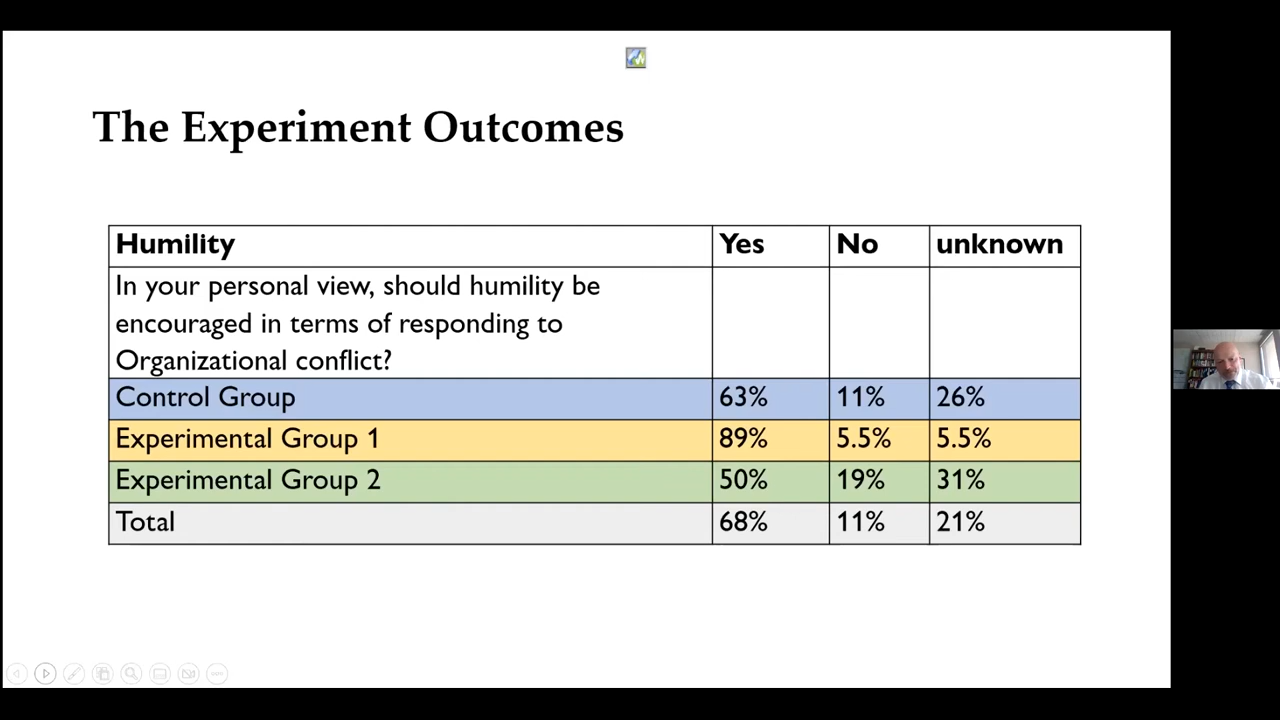 The Experiment Outcomes
Humility Yes No unknown
In your personal view, should humility be
encouraged in terms of responding to
Organizational conflict?
Control Group 63% 11% 26%
Experimental Group 1 89% 5.5% 5.5%
Experimental Group 2 50% 19% 31%
Total 68% 11% 21%